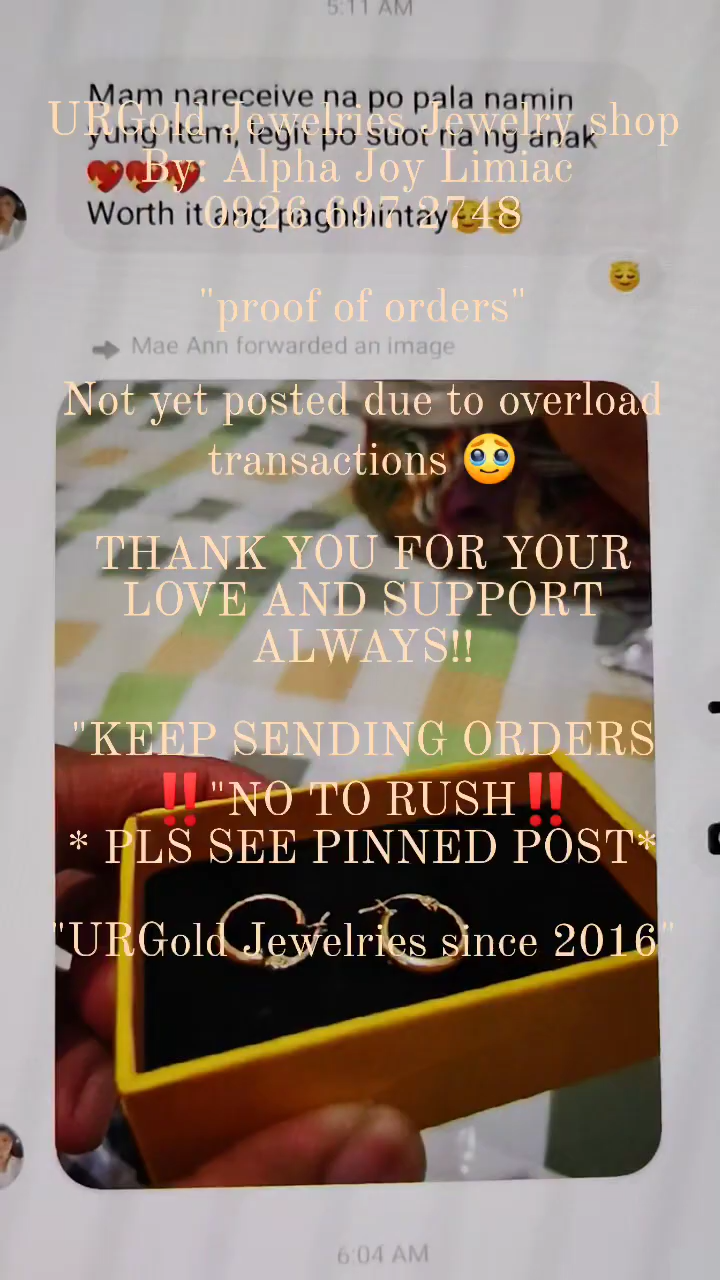 5:11 AM
Mam nareceive na po pala namin
yung item, legit po suot na ng anak
❤️❤️❤️
Worth it ang paghihintay😇😇
URGold Jewelries Jewelry shop
By: Alpha Joy Limiac
0926 697 2748
😇
"proof of orders"
Mae Ann forwarded an image
Not yet posted due to overload
transactions 🥹
THANK YOU FOR YOUR
LOVE AND SUPPORT
ALWAYS!!
"KEEP SENDING ORDERS
‼️"NO TO RUSH‼️
* PLS SEE PINNED POST*
"URGold Jewelries since 2016"
6:04 AM